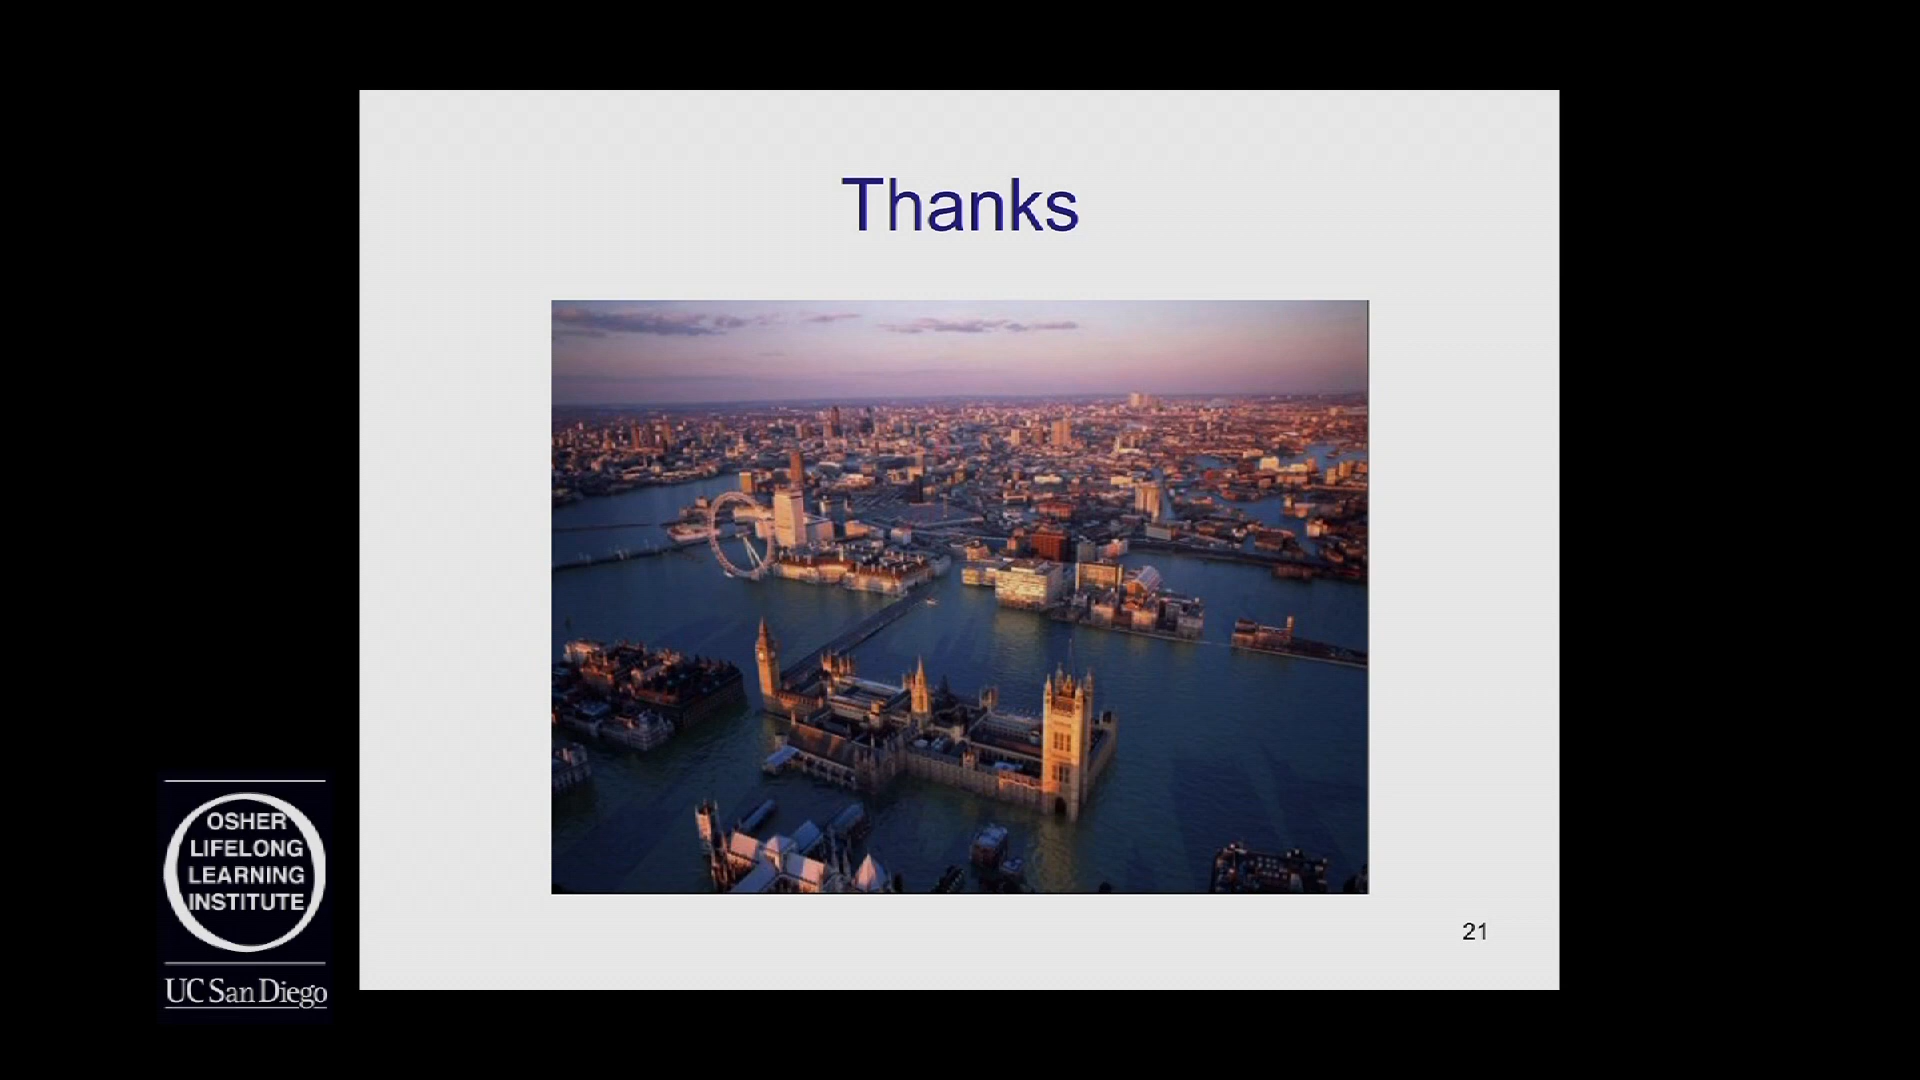 Thanks
21
OSHER
LIFELONG
LEARNING
INSTITUTE
UC San Diego